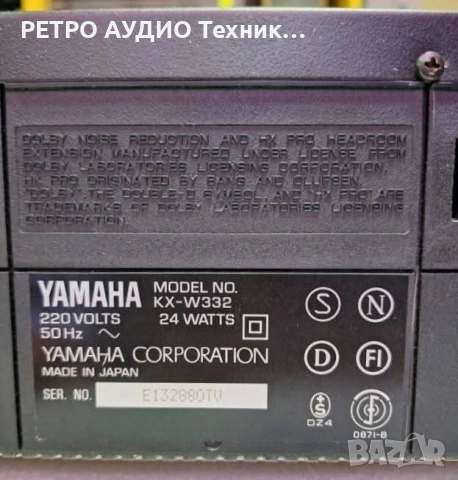 РЕТРО АУДИО Техник...
DOLBY NOISE REDUCTION AND HX PRO HEADROOM
EXTENSION MANUFACTURED UNDER LICENSE FROM
DOLBY LABORATORIES LICENSING CORPORATION.
HX PRO ORIGINATED BY BANG AND OLUFSEN.
"DOLBY" THE DOUBLE-D SYMBOL AND HX PRO ARE
TRADEMARKS OF DOLBY LABORATORIES LICENSING
CORPORATION.
YAMAHA MODEL NO. KX-W332
220 VOLTS 24 WATTS
50Hz
YAMAHA CORPORATION
MADE IN JAPAN
SER. NO. E132880TV
S N
D FI
S
DZ4 0871-B
bazar.bg